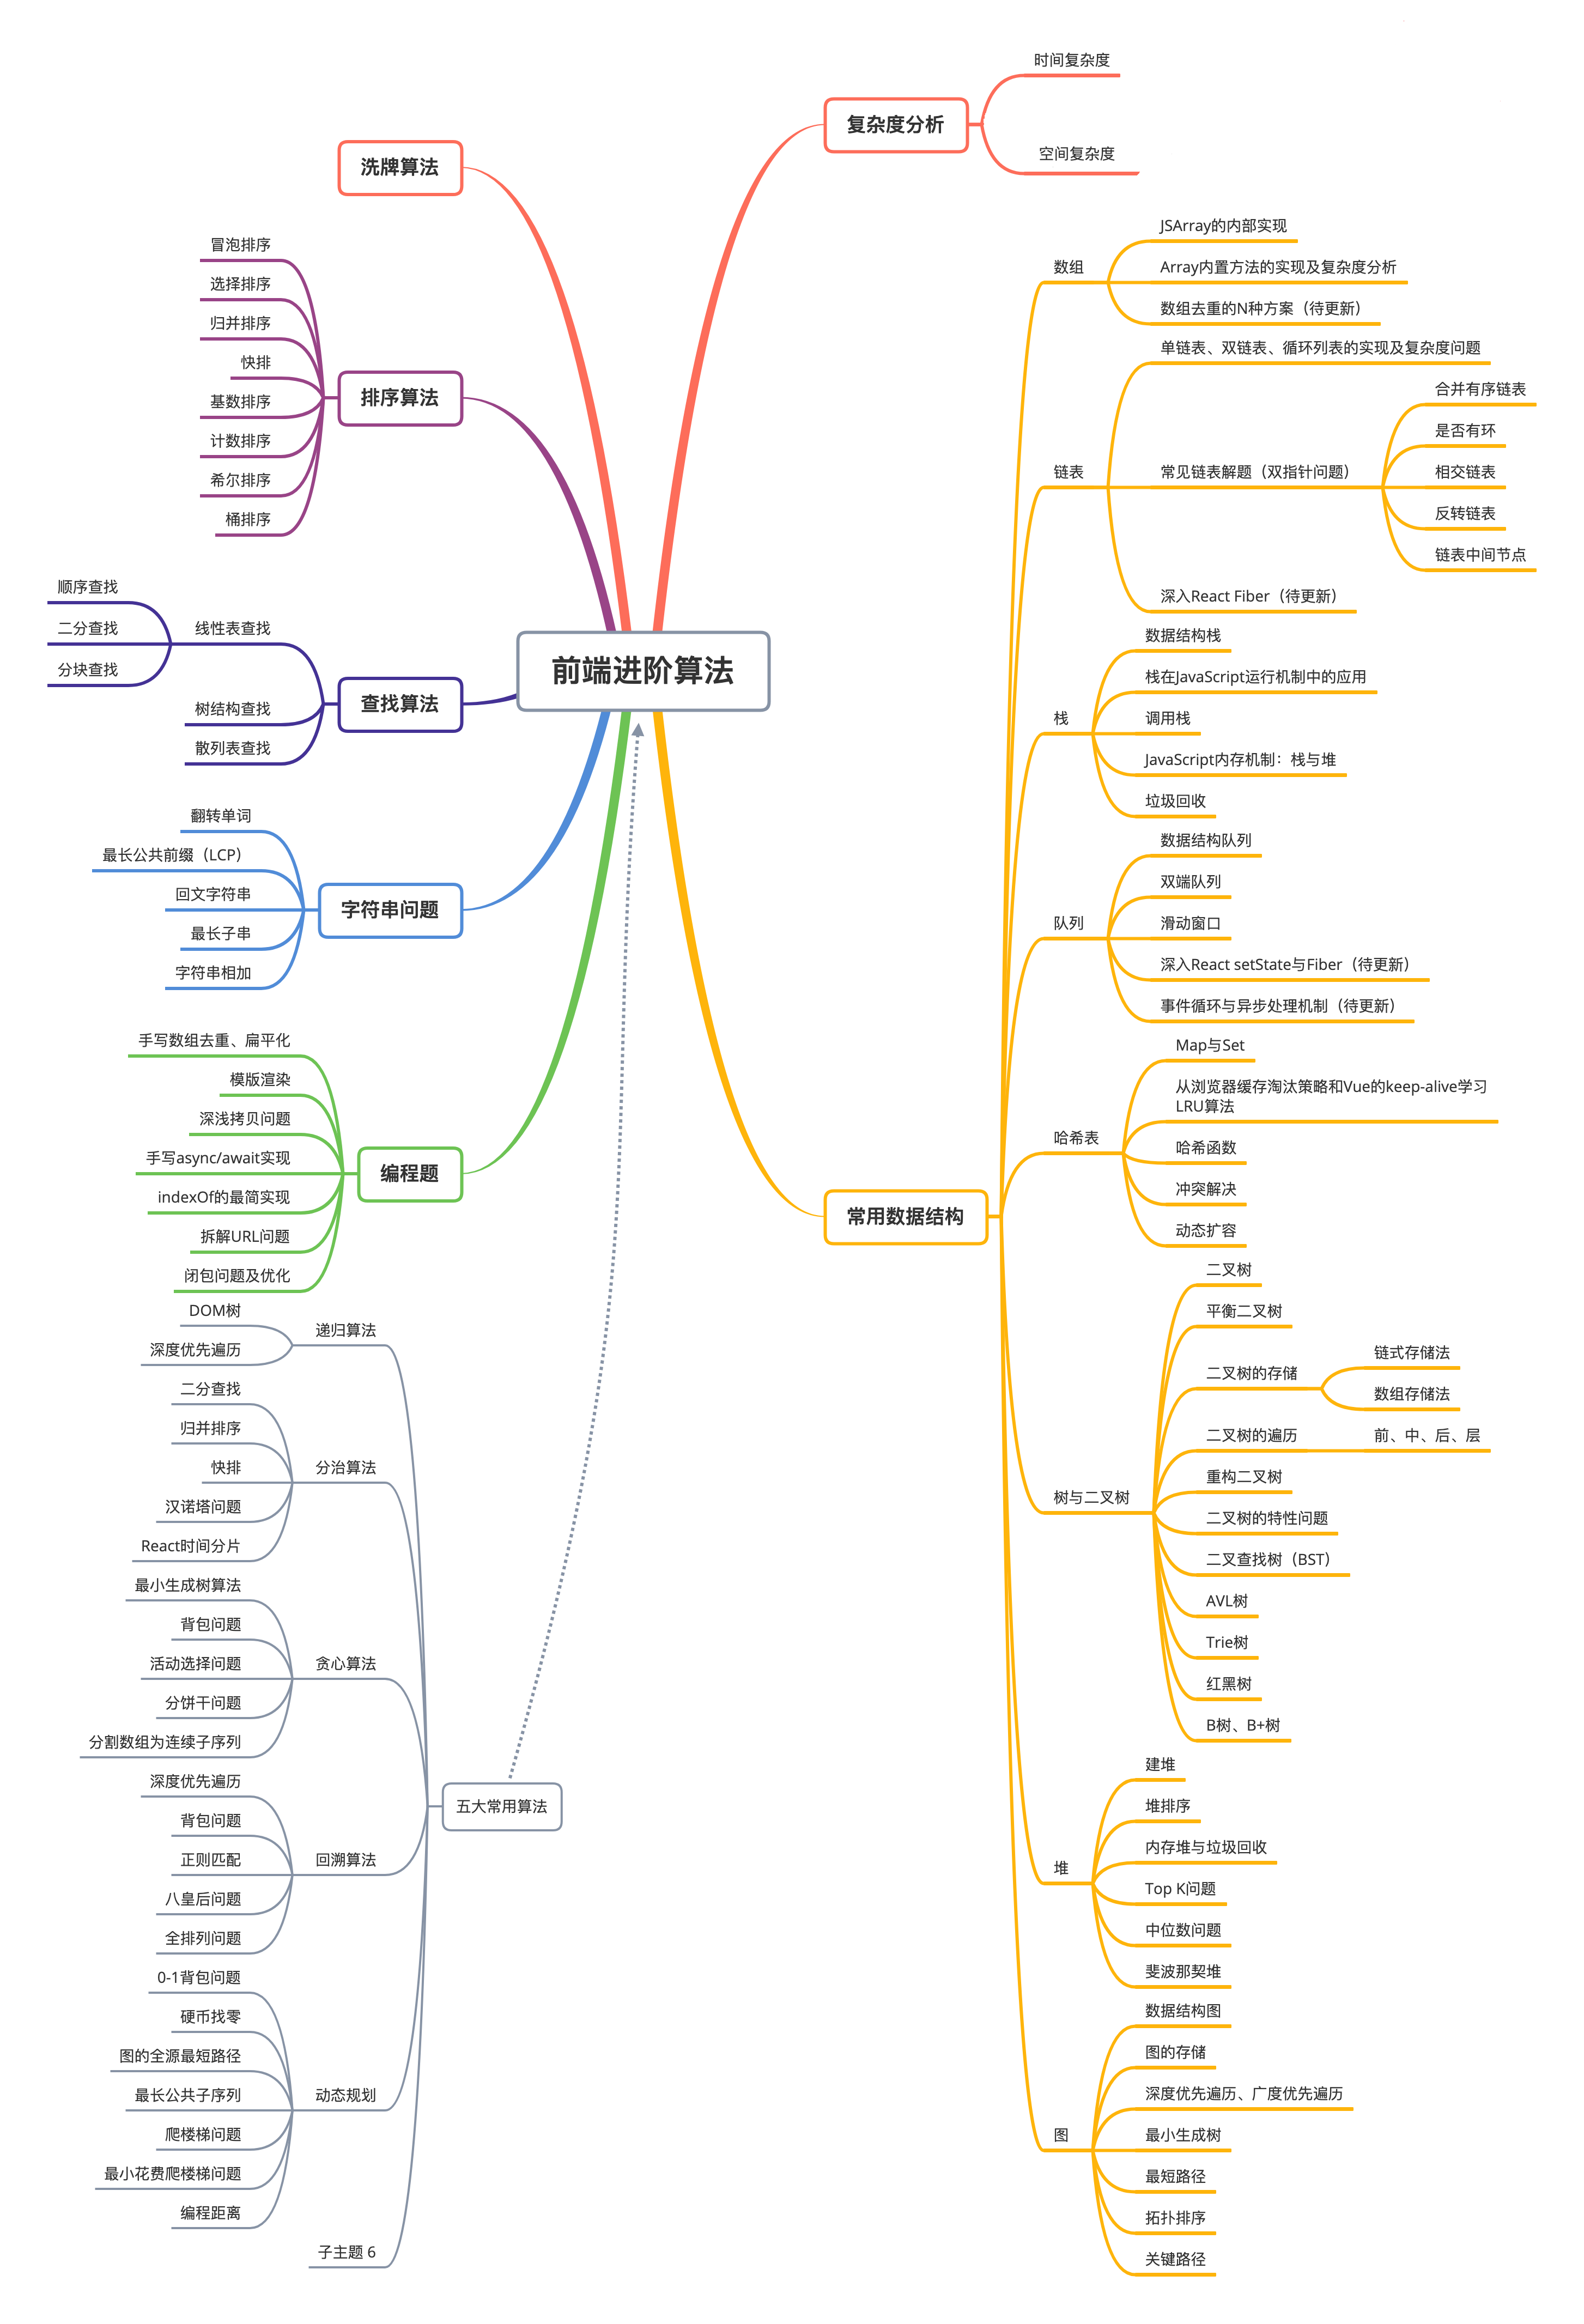 前端进阶算法
复杂度分析
时间复杂度
空间复杂度
常用数据结构
数组
JSArray的内部实现
Array内置方法的实现及复杂度分析
数组去重的N种方案（待更新）
链表
单链表、双链表、循环列表的实现及复杂度问题
常见链表解题（双指针问题）
合并有序链表
是否有环
相交链表
反转链表
链表中间节点
深入React Fiber（待更新）
栈
数据结构栈
栈在JavaScript运行机制中的应用
调用栈
JavaScript内存机制：栈与堆
垃圾回收
队列
数据结构队列
双端队列
滑动窗口
深入React setState与Fiber（待更新）
事件循环与异步处理机制（待更新）
哈希表
Map与Set
从浏览器缓存淘汰策略和Vue的keep-alive学习
LRU算法
哈希函数
冲突解决
动态扩容
树与二叉树
二叉树
平衡二叉树
二叉树的存储
链式存储法
数组存储法
二叉树的遍历
前、中、后、层
重构二叉树
二叉树的特性问题
二叉查找树（BST）
AVL树
Trie树
红黑树
B树、B+树
堆
建堆
堆排序
内存堆与垃圾回收
Top K问题
中位数问题
斐波那契堆
图
数据结构图
图的存储
深度优先遍历、广度优先遍历
最小生成树
最短路径
拓扑排序
关键路径
洗牌算法
排序算法
冒泡排序
选择排序
归并排序
快排
基数排序
计数排序
希尔排序
桶排序
查找算法
线性表查找
顺序查找
二分查找
分块查找
树结构查找
散列表查找
字符串问题
翻转单词
最长公共前缀（LCP）
回文字符串
最长子串
字符串相加
编程题
手写数组去重、扁平化
模版渲染
深浅拷贝问题
手写async/await实现
indexOf的最简实现
拆解URL问题
闭包问题及优化
五大常用算法
递归算法
DOM树
深度优先遍历
分治算法
二分查找
归并排序
快排
汉诺塔问题
React时间分片
贪心算法
最小生成树算法
背包问题
活动选择问题
分饼干问题
分割数组为连续子序列
回溯算法
深度优先遍历
背包问题
正则匹配
八皇后问题
全排列问题
动态规划
0-1背包问题
硬币找零
图的全源最短路径
最长公共子序列
爬楼梯问题
最小花费爬楼梯问题
编程距离
子主题 6